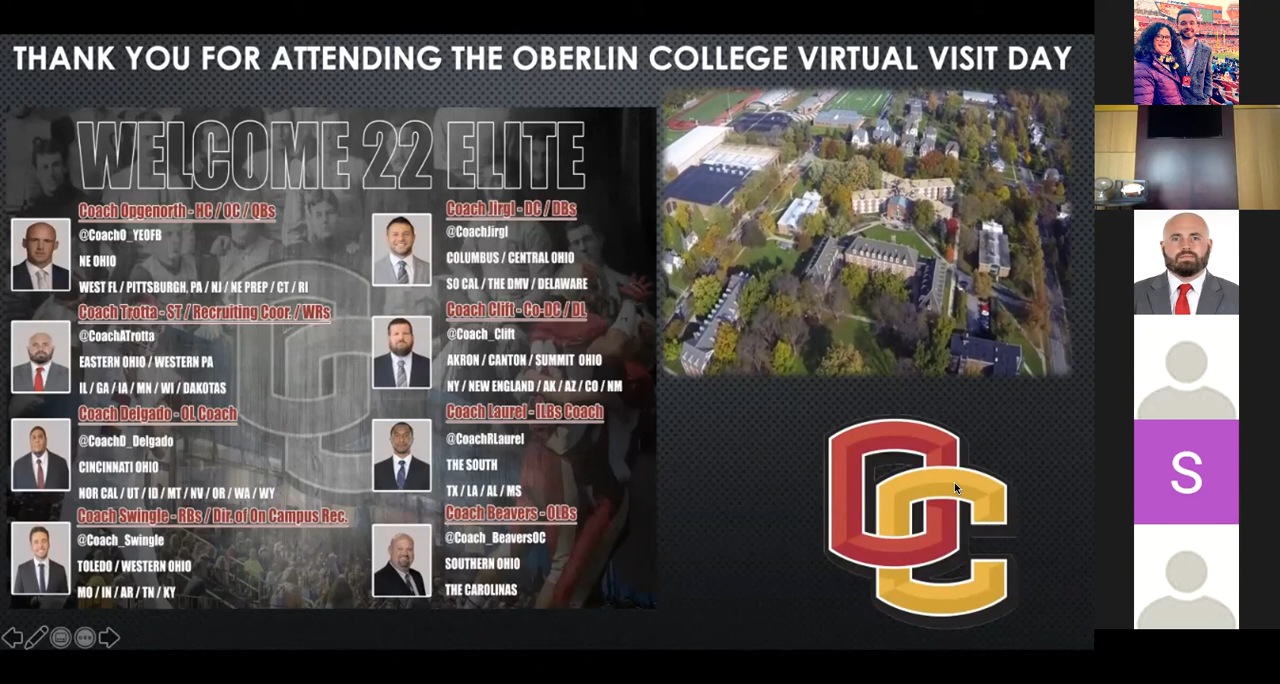 THANK YOU FOR ATTENDING THE OBERLIN COLLEGE VIRTUAL VISIT DAY
WELCOME 22 ELITE
Coach Opgenorth - HC / OC / QBs
@CoachO_YEOFB
NE OHIO
WEST FL / PITTSBURGH, PA / NJ / NE PREP / CT / RI
Coach Trotta - ST / Recruiting Coor. / WRs
@CoachATrotta
EASTERN OHIO / WESTERN PA
IL / GA / IA / MN / WI / DAKOTAS
Coach Delgado - OL Coach
@CoachD_Delgado
CINCINNATI OHIO
NOR CAL / UT / ID / MT / NV / OR / WA / WY
Coach Swingle - RBs / Dir. of On Campus Rec.
@Coach_Swingle
TOLEDO / WESTERN OHIO
MO / IN / AR / TN / KY
Coach Jirgl - DC / DBs
@CoachJirgl
COLUMBUS / CENTRAL OHIO
SO CAL / THE DMV / DELAWARE
Coach Clift - Co-DC / DL
@Coach_Clift
AKRON / CANTON / SUMMIT OHIO
NY / NEW ENGLAND / AK / AZ / CO / NM
Coach Laurel - ILBs Coach
@CoachRLaurel
THE SOUTH
TX / LA / AL / MS
Coach Beavers - OLBs
@Coach_BeaversOC
SOUTHERN OHIO
THE CAROLINAS
OC
S